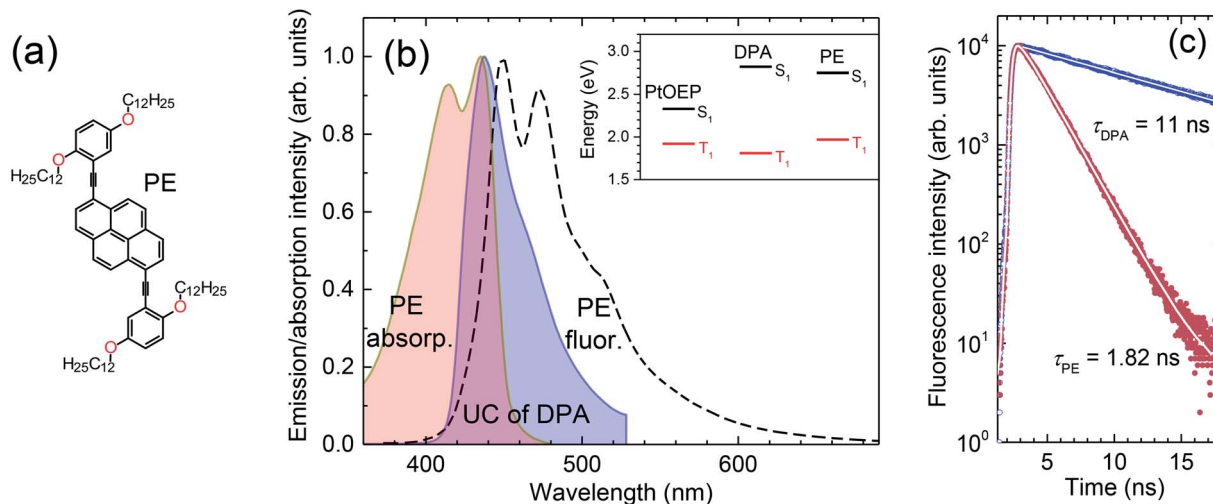 (a)
C12H25
O
O
H25C12
PE
C12H25
O
O
H25C12
(b)
Emission/absorption intensity (arb. units)
1.0
0.8
0.6
0.4
0.2
0.0
400
500
600
Wavelength (nm)
PE
absorp.
UC of DPA
PE
fluor.
Energy (eV)
3.0
2.5
2.0
1.5
PtOEP
S1
T1
DPA
S1
T1
PE
S1
T1
(c)
Fluorescence intensity (arb. units)
10^4
10^3
10^2
10^1
10^0
5
10
15
Time (ns)
τDPA = 11 ns
τPE = 1.82 ns